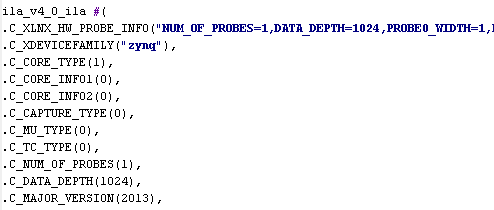 ila_v4_0_ila #(
.C_XLNX_HW_PROBE_INFO("NUM_OF_PROBES=1,DATA_DEPTH=1024,PROBE0_WIDTH=1,
.C_XDEVICEFAMILY("zynq"),
.C_CORE_TYPE(1),
.C_CORE_INFO1(0),
.C_CORE_INFO2(0),
.C_CAPTURE_TYPE(0),
.C_MU_TYPE(0),
.C_TC_TYPE(0),
.C_NUM_OF_PROBES(1),
.C_DATA_DEPTH(1024),
.C_MAJOR_VERSION(2013),